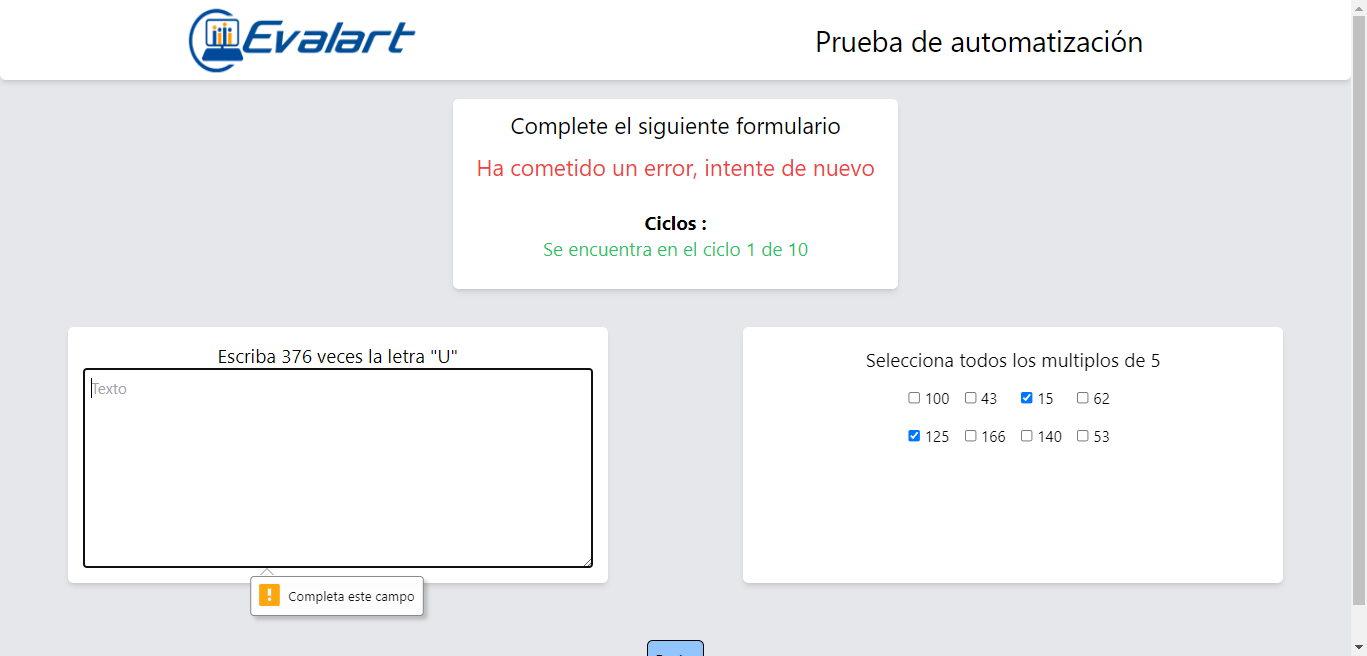 Evalart
Prueba de automatización
Complete el siguiente formulario
Ha cometido un error, intente de nuevo
Ciclos :
Se encuentra en el ciclo 1 de 10
Escriba 376 veces la letra "U"
Texto
Completa este campo
Selecciona todos los multiplos de 5
100 43 15 62
125 166 140 53